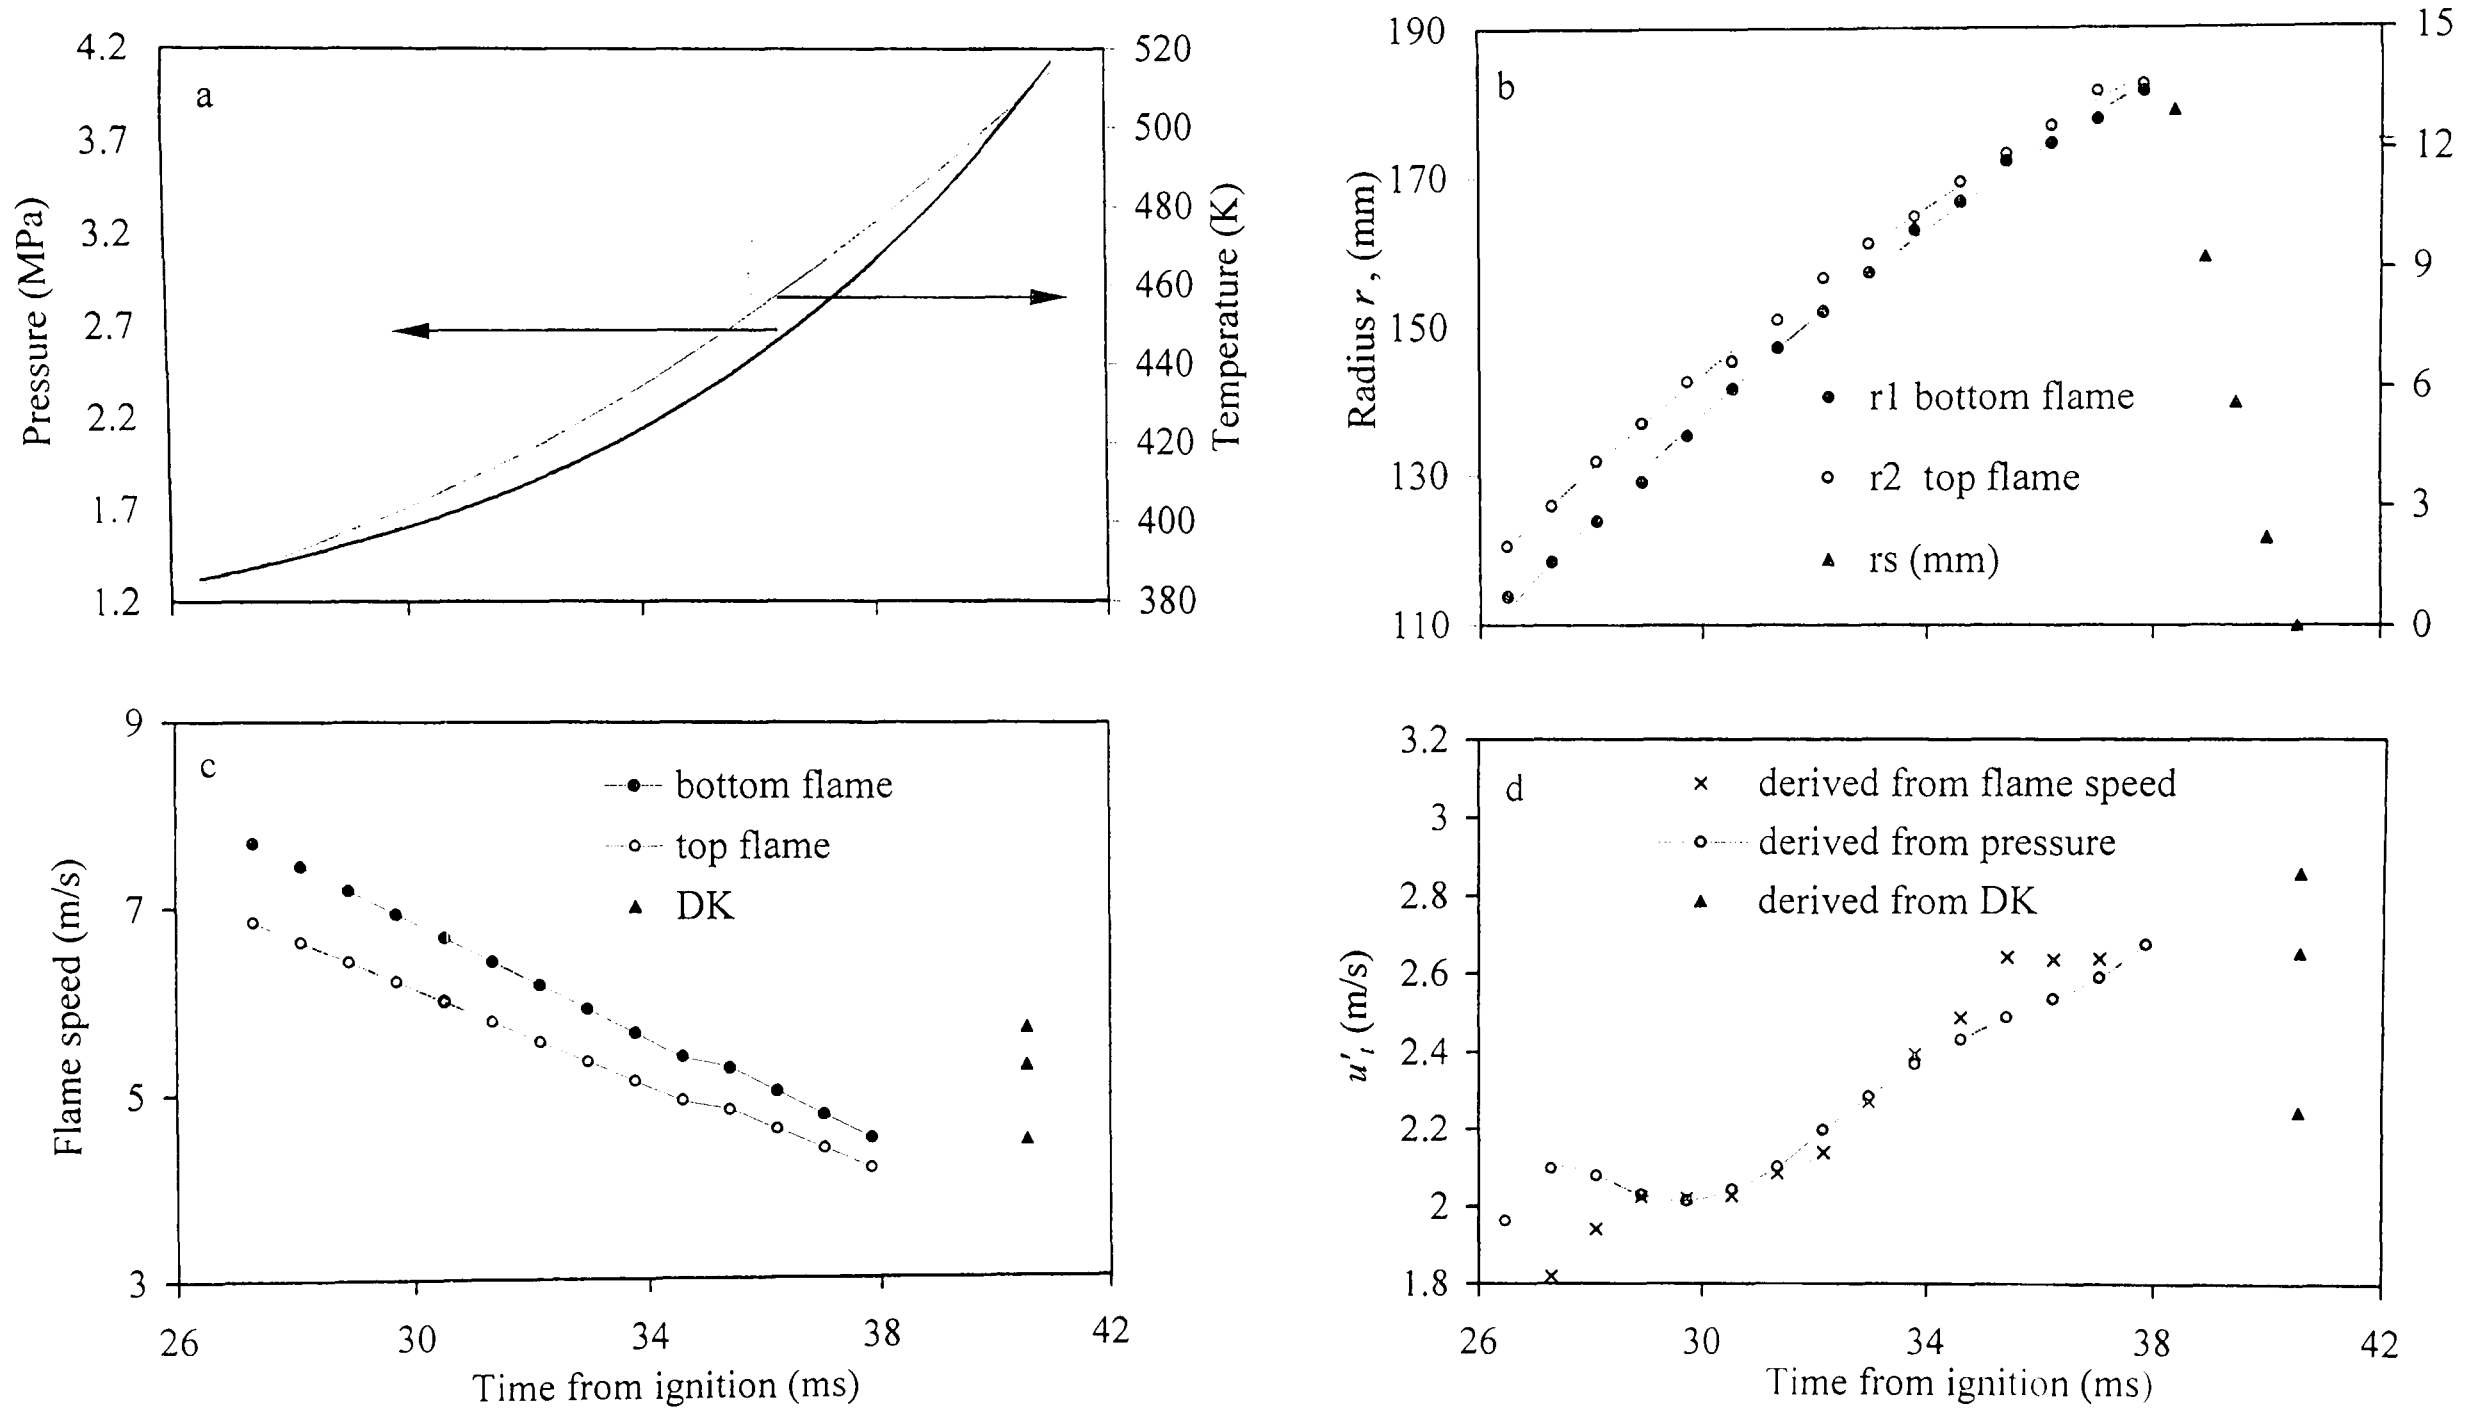 4.2
3.7
3.2
2.7
2.2
1.7
1.2
Pressure (MPa)
a
520
500
480
460
440
420
400
380
Temperature (K)
190
170
150
130
110
Radius r , (mm)
b
r1 bottom flame
r2 top flame
rs (mm)
15
12
9
6
3
0
9
7
5
3
Flame speed (m/s)
c
bottom flame
top flame
DK
26
30
34
38
42
Time from ignition (ms)
3.2
3
2.8
2.6
2.4
2.2
2
1.8
u't (m/s)
d
derived from flame speed
derived from pressure
derived from DK
26
30
34
38
42
Time from ignition (ms)